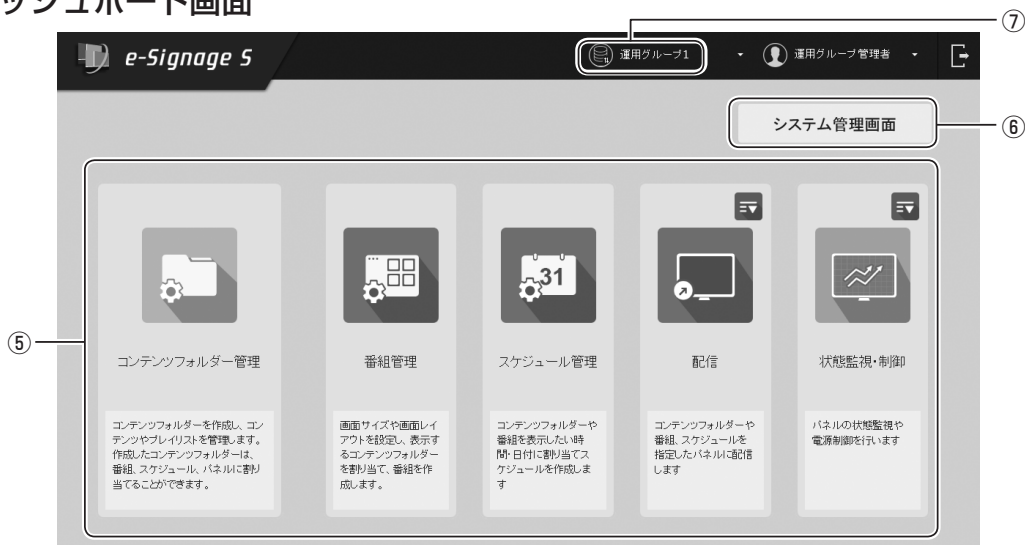 ッシュボード画面
⑦
e-Signage S
運用グループ1
運用グループ管理者
システム管理画面
⑥
31
⑤
コンテンツフォルダー管理
番組管理
スケジュール管理
配信
状態監視・制御
コンテンツフォルダーを作成し、コン
テンツやプレイリストを管理します。
作成したコンテンツフォルダーは、
番組、スケジュール、パネルに割り
当てることができます。
画面サイズや画面レイ
アウトを設定し、表示す
るコンテンツフォルダー
を割り当て、番組を作
成します。
コンテンツフォルダーや
番組を表示したい時
間・日付に割り当てス
ケジュールを作成しま
す
コンテンツフォルダーや
番組、スケジュールを
指定したパネルに配信
します
パネルの状態監視や
電源制御を行います